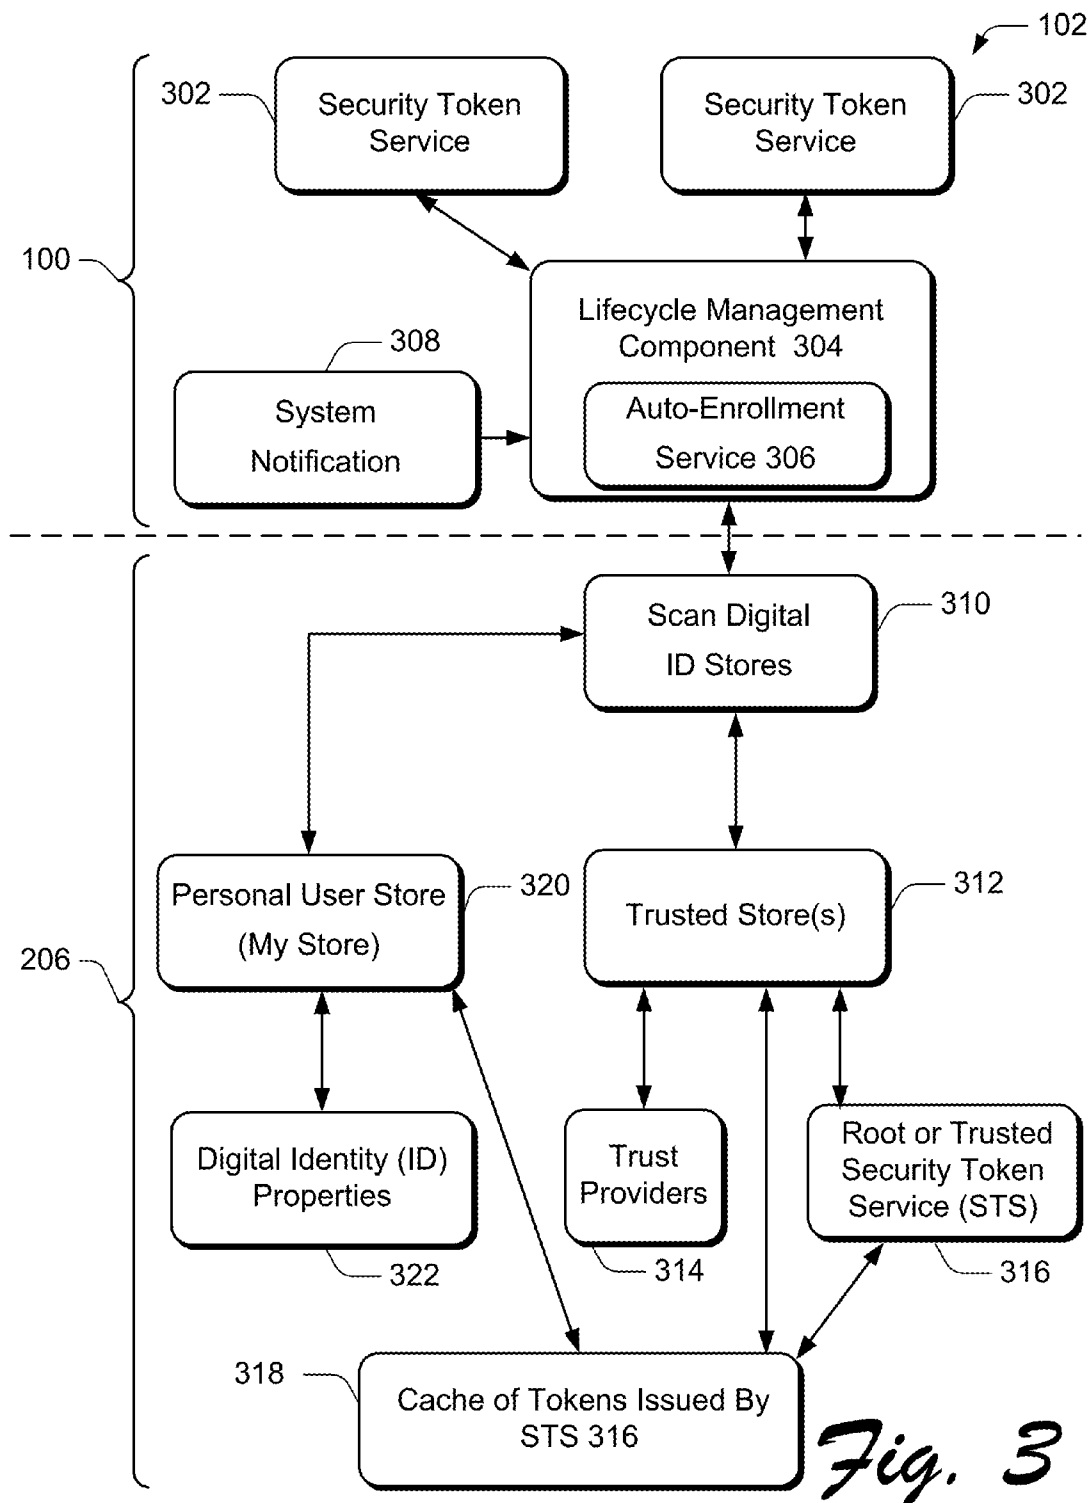 102
302
Security Token
Service
Security Token
Service
302
100
Lifecycle Management
Component 304
308
System
Notification
Auto-Enrollment
Service 306
Scan Digital
ID Stores
310
Personal User Store
(My Store)
320
Trusted Store(s)
312
206
Digital Identity (ID)
Properties
322
Trust
Providers
314
Root or Trusted
Security Token
Service (STS)
316
318
Cache of Tokens Issued By
STS 316
Fig. 3